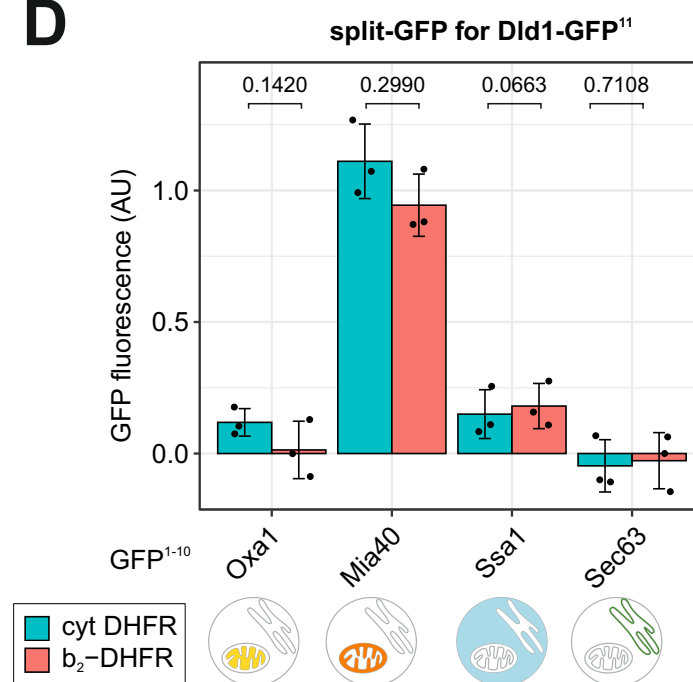 D
split-GFP for Dld1-GFP¹¹
0.1420 0.2990 0.0663 0.7108
GFP fluorescence (AU)
1.0
0.5
0.0
GFP¹⁻¹⁰ Oxa1 Mia40 Ssa1 Sec63
cyt DHFR
b₂−DHFR